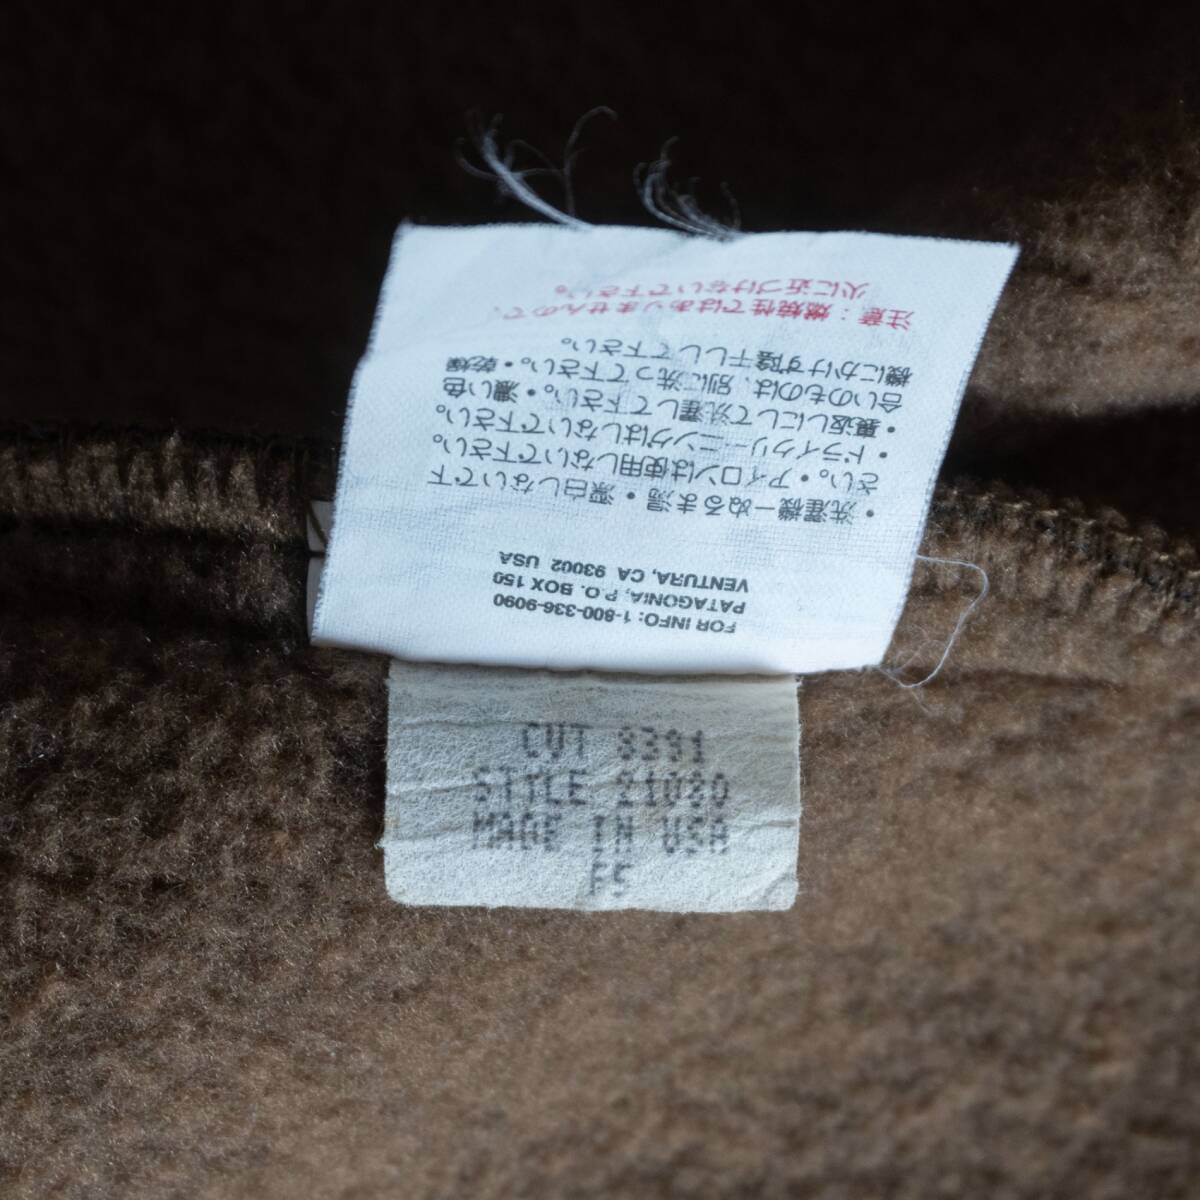 FOR INFO: 1-800-336-9090
PATAGONIA, P.O. BOX 150
VENTURA, CA 93002 USA
・洗濯機ーぬるま湯・漂白しないで下
さい。・アイロンは使用しないで下さい。
・ドライクリーニングはしないで下さい。
・裏返しにして洗濯して下さい。・濃い色
合いのものは、別に洗って下さい。・乾燥
機にかけず陰干しして下さい。
注意：燃焼性ではありませんので、
火に近づけないで下さい。
CUT
STYLE 21080
MADE IN USA